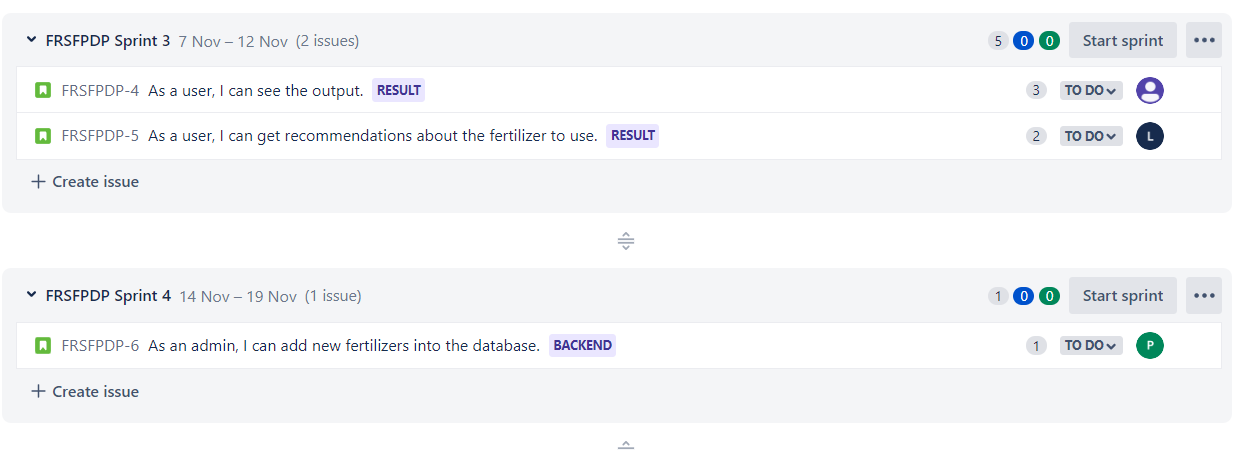 FRSFPDP Sprint 3 7 Nov – 12 Nov (2 issues) 5 0 0 Start sprint
FRSFPDP-4 As a user, I can see the output. RESULT 3 TO DO
FRSFPDP-5 As a user, I can get recommendations about the fertilizer to use. RESULT 2 TO DO L
+ Create issue
FRSFPDP Sprint 4 14 Nov – 19 Nov (1 issue) 1 0 0 Start sprint
FRSFPDP-6 As an admin, I can add new fertilizers into the database. BACKEND 1 TO DO P
+ Create issue